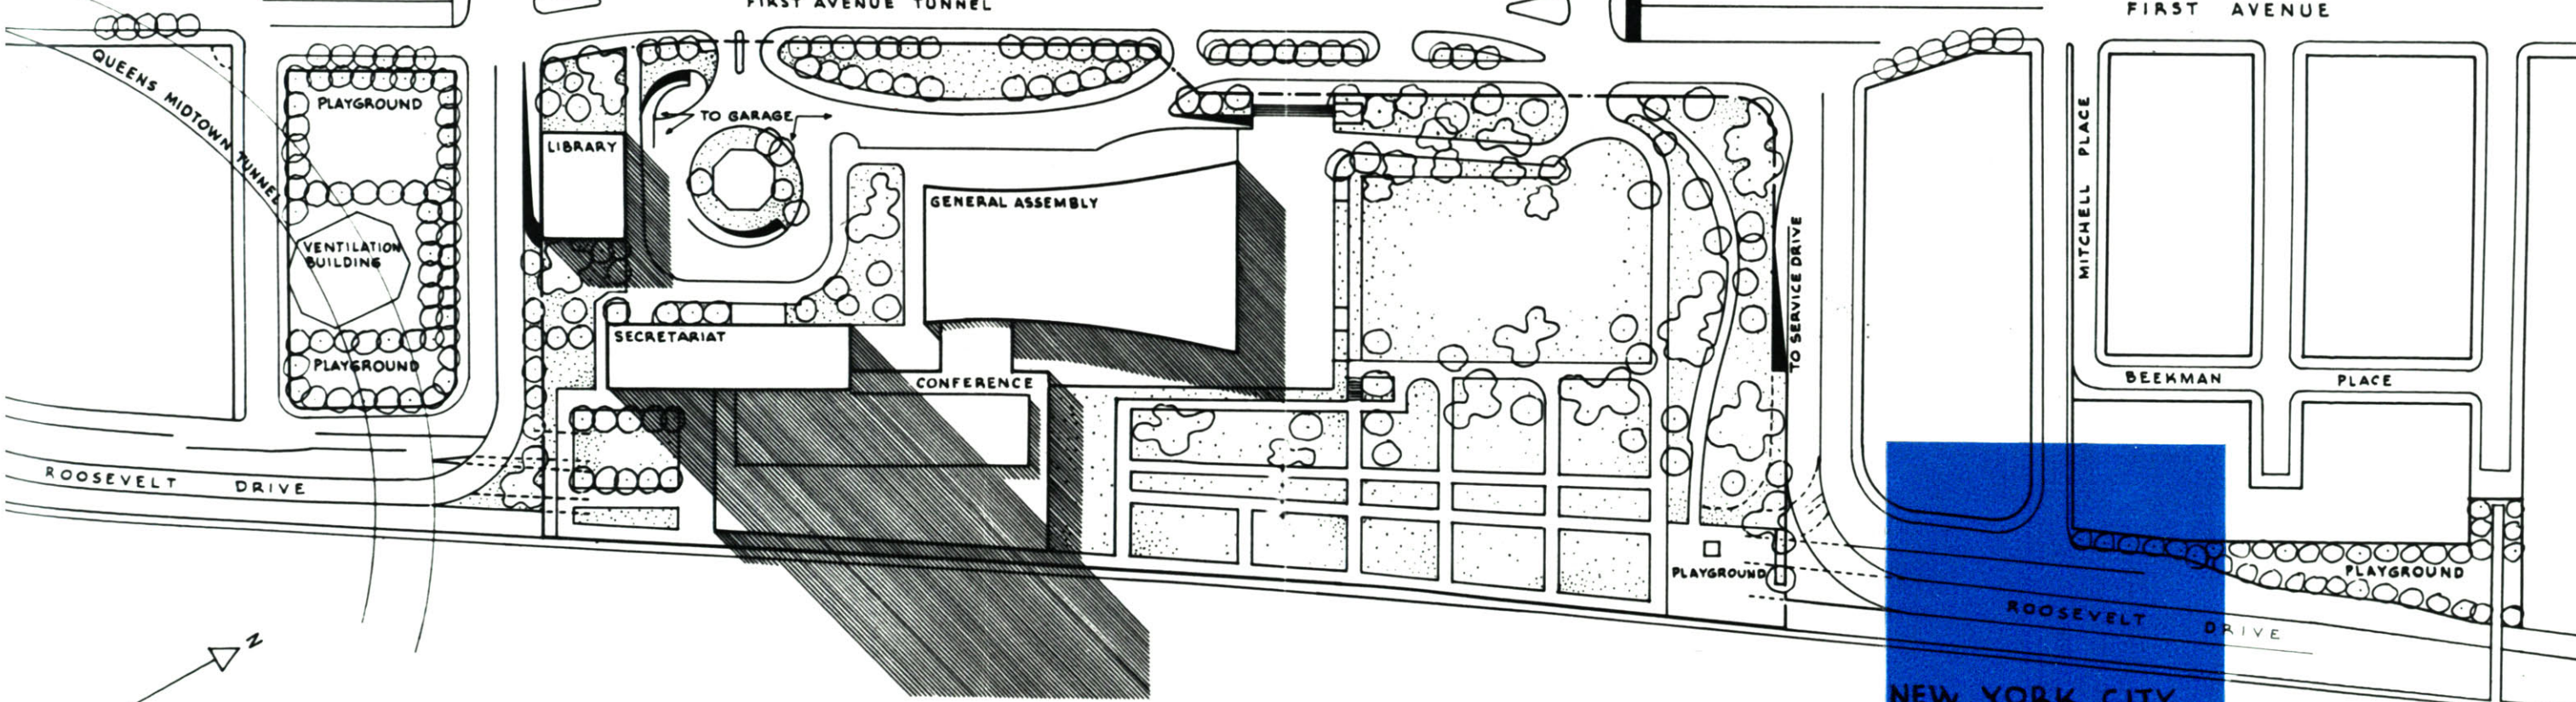 FIRST AVENUE TUNNEL
FIRST AVENUE
QUEENS MIDTOWN TUNNEL
PLAYGROUND
TO GARAGE
LIBRARY
MITCHELL PLACE
GENERAL ASSEMBLY
VENTILATION
BUILDING
TO SERVICE DRIVE
SECRETARIAT
PLAYGROUND
CONFERENCE
BEEKMAN PLACE
ROOSEVELT DRIVE
PLAYGROUND
PLAYGROUND
ROOSEVELT DRIVE
N
NEW YORK CITY